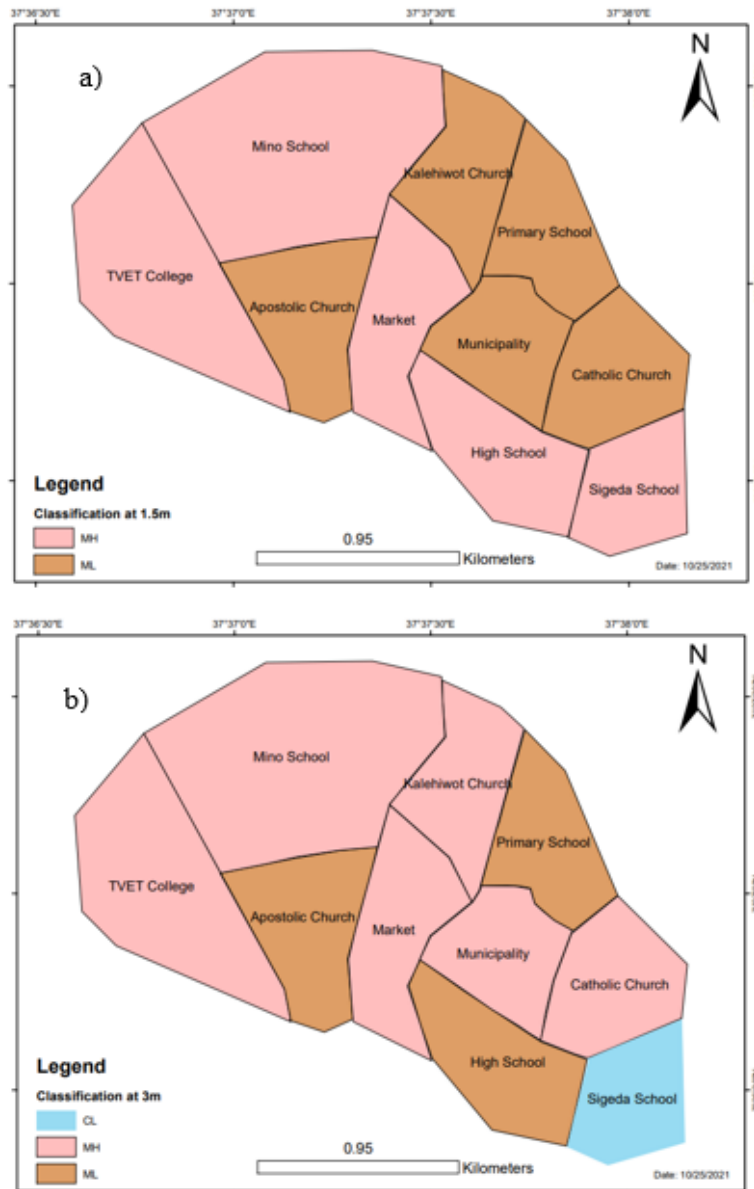 37°36'30"E 37°37'0"E 37°37'30"E 37°38'0"E
a)
N
Mino School
Kalehiwot Church
Primary School
TVET College
Apostolic Church
Market
Municipality
Catholic Church
High School
Sigeda School
Legend
Classification at 1.5m
MH
ML
0.95
Kilometers
Date: 10/25/2021
37°36'30"E 37°37'0"E 37°37'30"E 37°38'0"E
b)
N
Mino School
Kalehiwot Church
Primary School
TVET College
Apostolic Church
Market
Municipality
Catholic Church
High School
Sigeda School
Legend
Classification at 3m
CL
MH
ML
0.95
Kilometers
Date: 10/25/2021